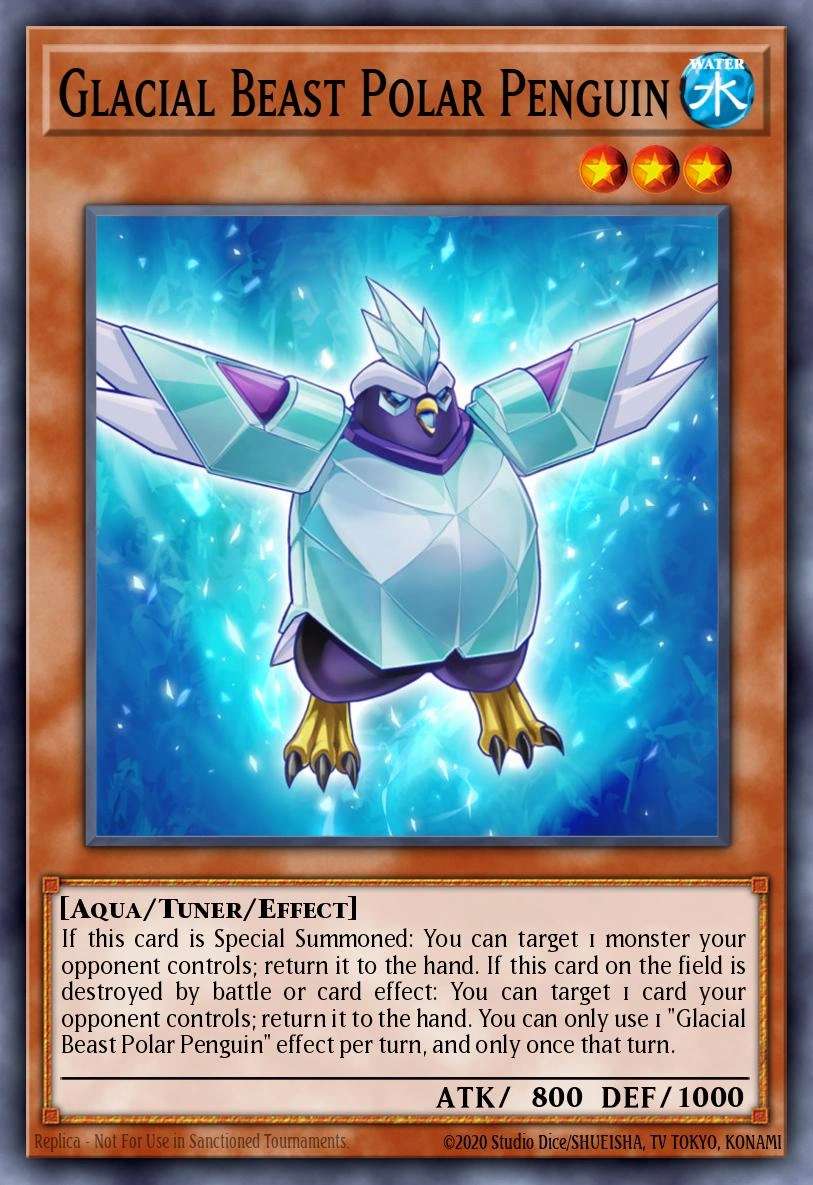 Glacial Beast Polar Penguin
WATER
水
[Aqua/Tuner/Effect]
If this card is Special Summoned: You can target 1 monster your
opponent controls; return it to the hand. If this card on the field is
destroyed by battle or card effect: You can target 1 card your
opponent controls; return it to the hand. You can only use 1 "Glacial
Beast Polar Penguin" effect per turn, and only once that turn.
ATK/ 800 DEF/1000
Replica - Not For Use in Sanctioned Tournaments.
©2020 Studio Dice/SHUEISHA, TV TOKYO, KONAMI